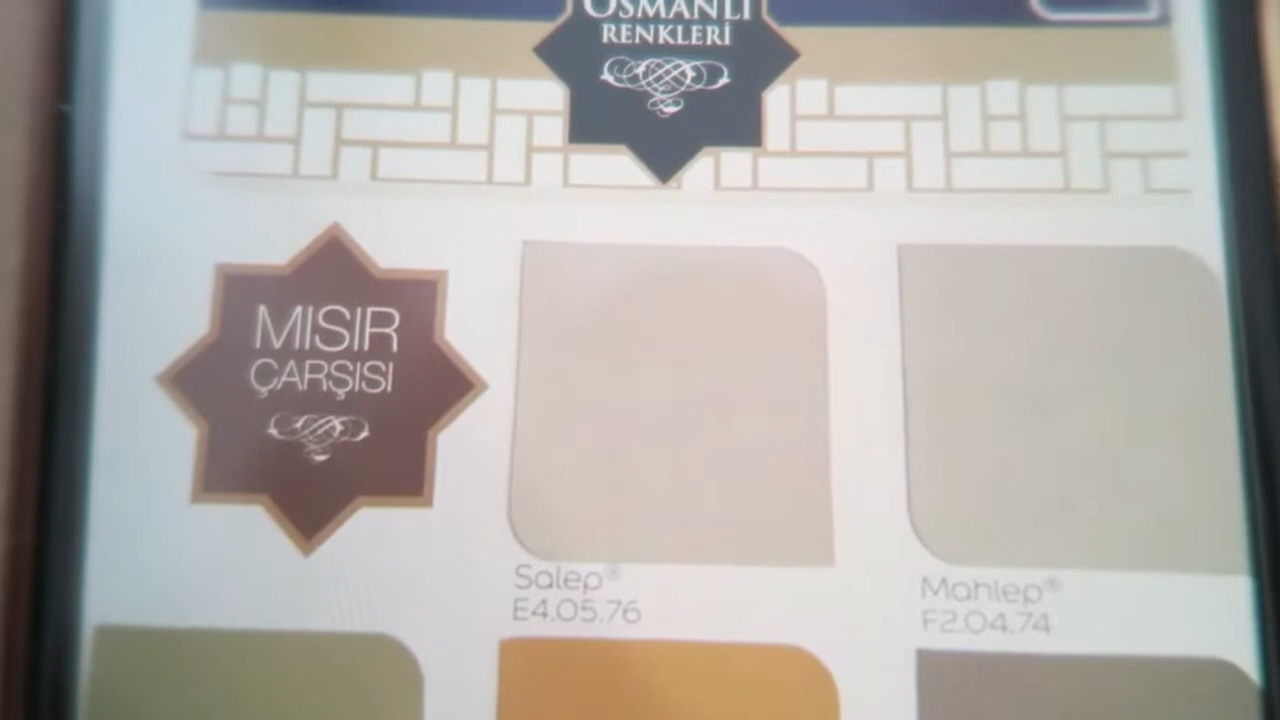 OSMANLI
RENKLERİ
MISIR
ÇARŞISI
Salep®
E4.05.76
Mahlep®
F2.04.74